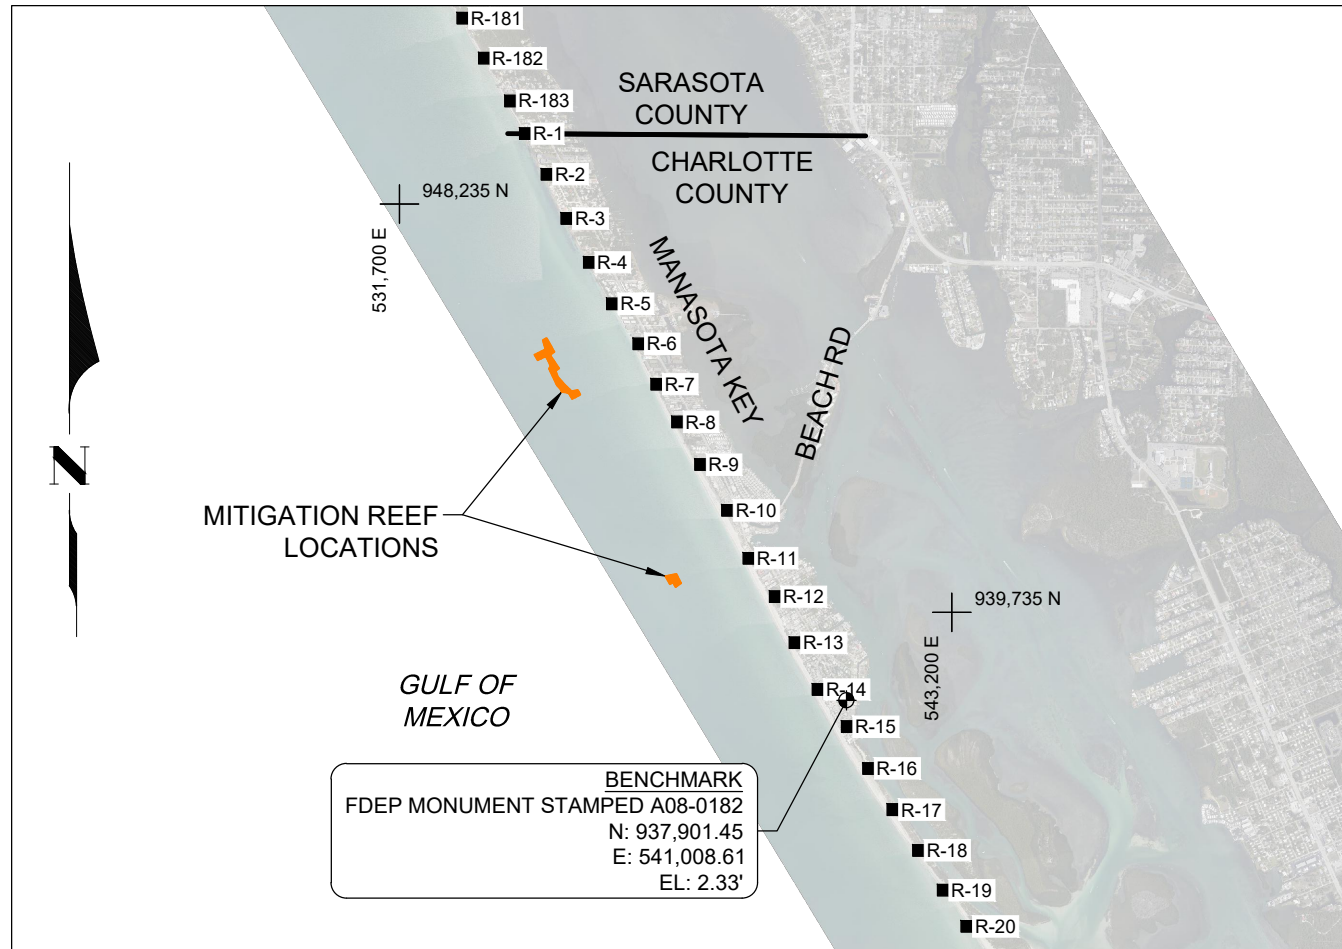 R-181
R-182
R-183
R-1
SARASOTA
COUNTY
CHARLOTTE
COUNTY
R-2
948,235 N
531,700 E
R-3
R-4
R-5
R-6
R-7
R-8
R-9
R-10
MANASOTA KEY
BEACH RD
N
MITIGATION REEF
LOCATIONS
R-11
R-12
R-13
R-14
R-15
R-16
R-17
R-18
R-19
R-20
939,735 N
543,200 E
GULF OF
MEXICO
BENCHMARK
FDEP MONUMENT STAMPED A08-0182
N: 937,901.45
E: 541,008.61
EL: 2.33'